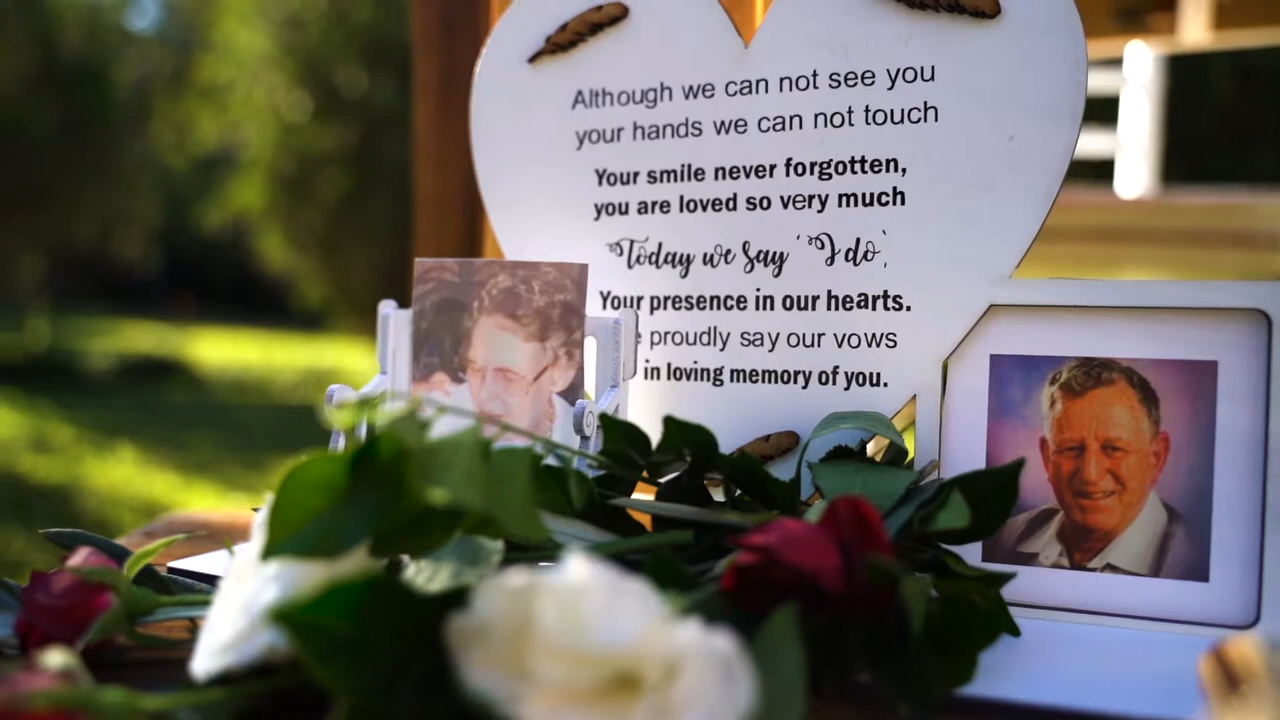 Although we can not see you
your hands we can not touch
Your smile never forgotten,
you are loved so very much
Today we say 'I do',
Your presence in our hearts.
proudly say our vows
in loving memory of you.